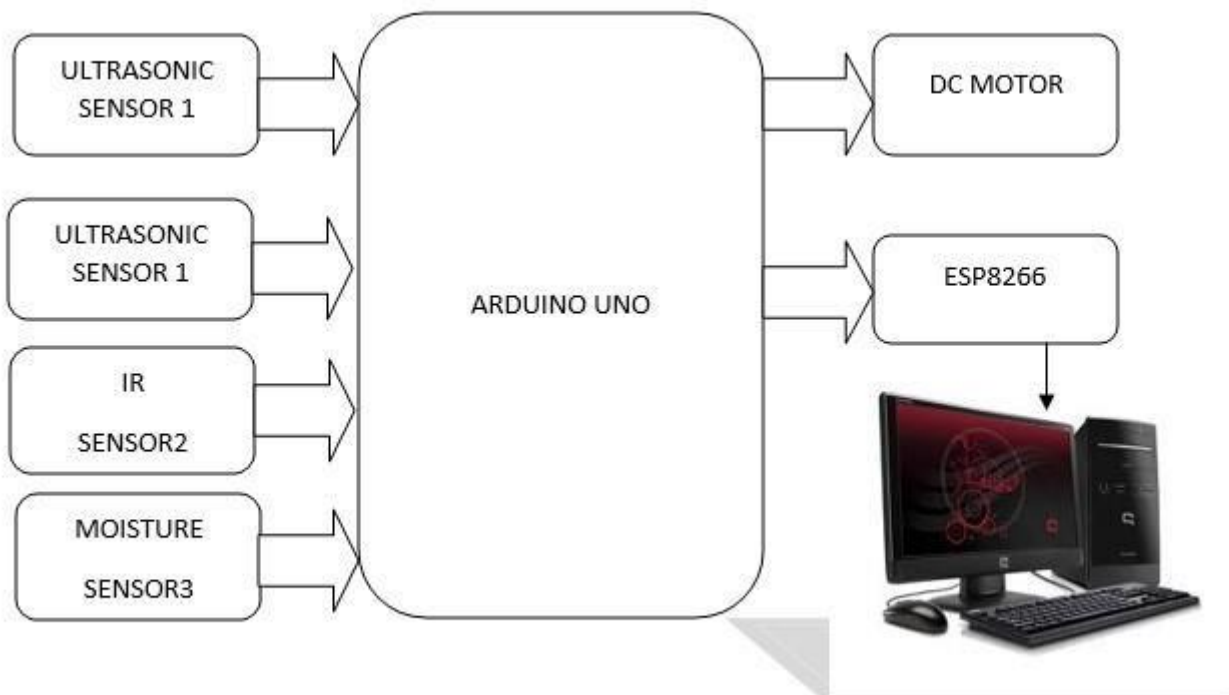 ULTRASONIC
SENSOR 1
ULTRASONIC
SENSOR 1
IR
SENSOR2
MOISTURE
SENSOR3
ARDUINO UNO
DC MOTOR
ESP8266